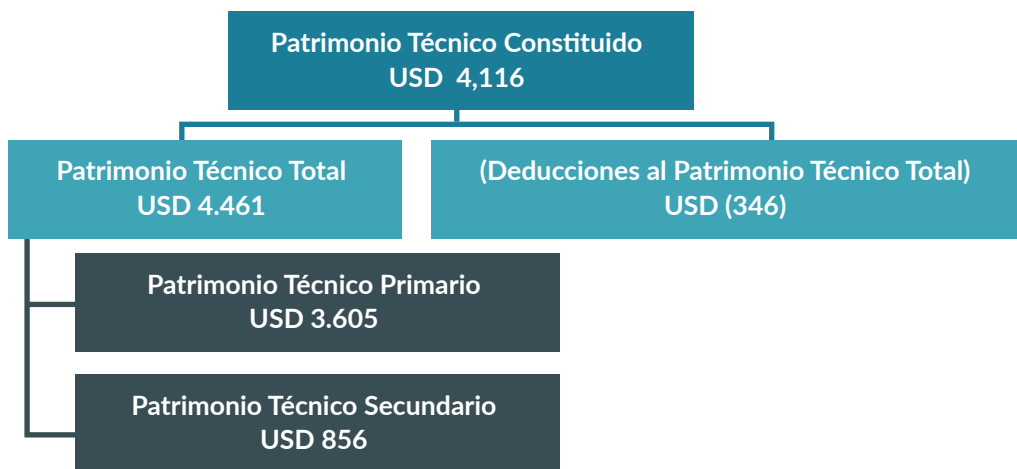 Patrimonio Técnico Constituido
USD 4,116
Patrimonio Técnico Total
USD 4.461
(Deducciones al Patrimonio Técnico Total)
USD (346)
Patrimonio Técnico Primario
USD 3.605
Patrimonio Técnico Secundario
USD 856